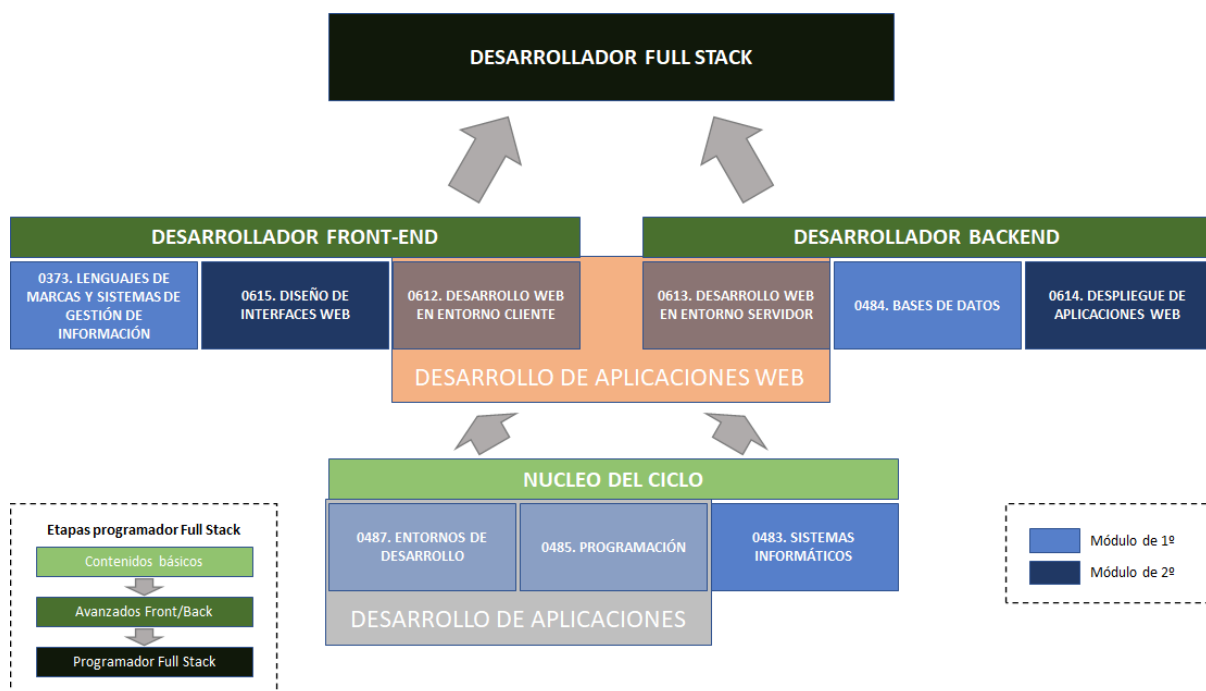 DESARROLLADOR FULL STACK
DESARROLLADOR FRONT-END
DESARROLLADOR BACKEND
0373. LENGUAJES DE
MARCAS Y SISTEMAS DE
GESTIÓN DE
INFORMACIÓN
0615. DISEÑO DE
INTERFACES WEB
0612. DESARROLLO WEB
EN ENTORNO CLIENTE
0613. DESARROLLO WEB
EN ENTORNO SERVIDOR
0484. BASES DE DATOS
0614. DESPLIEGUE DE
APLICACIONES WEB
DESARROLLO DE APLICACIONES WEB
NUCLEO DEL CICLO
0487. ENTORNOS DE
DESARROLLO
0485. PROGRAMACIÓN
0483. SISTEMAS
INFORMÁTICOS
DESARROLLO DE APLICACIONES
Etapas programador Full Stack
Contenidos básicos
Avanzados Front/Back
Programador Full Stack
Módulo de 1º
Módulo de 2º